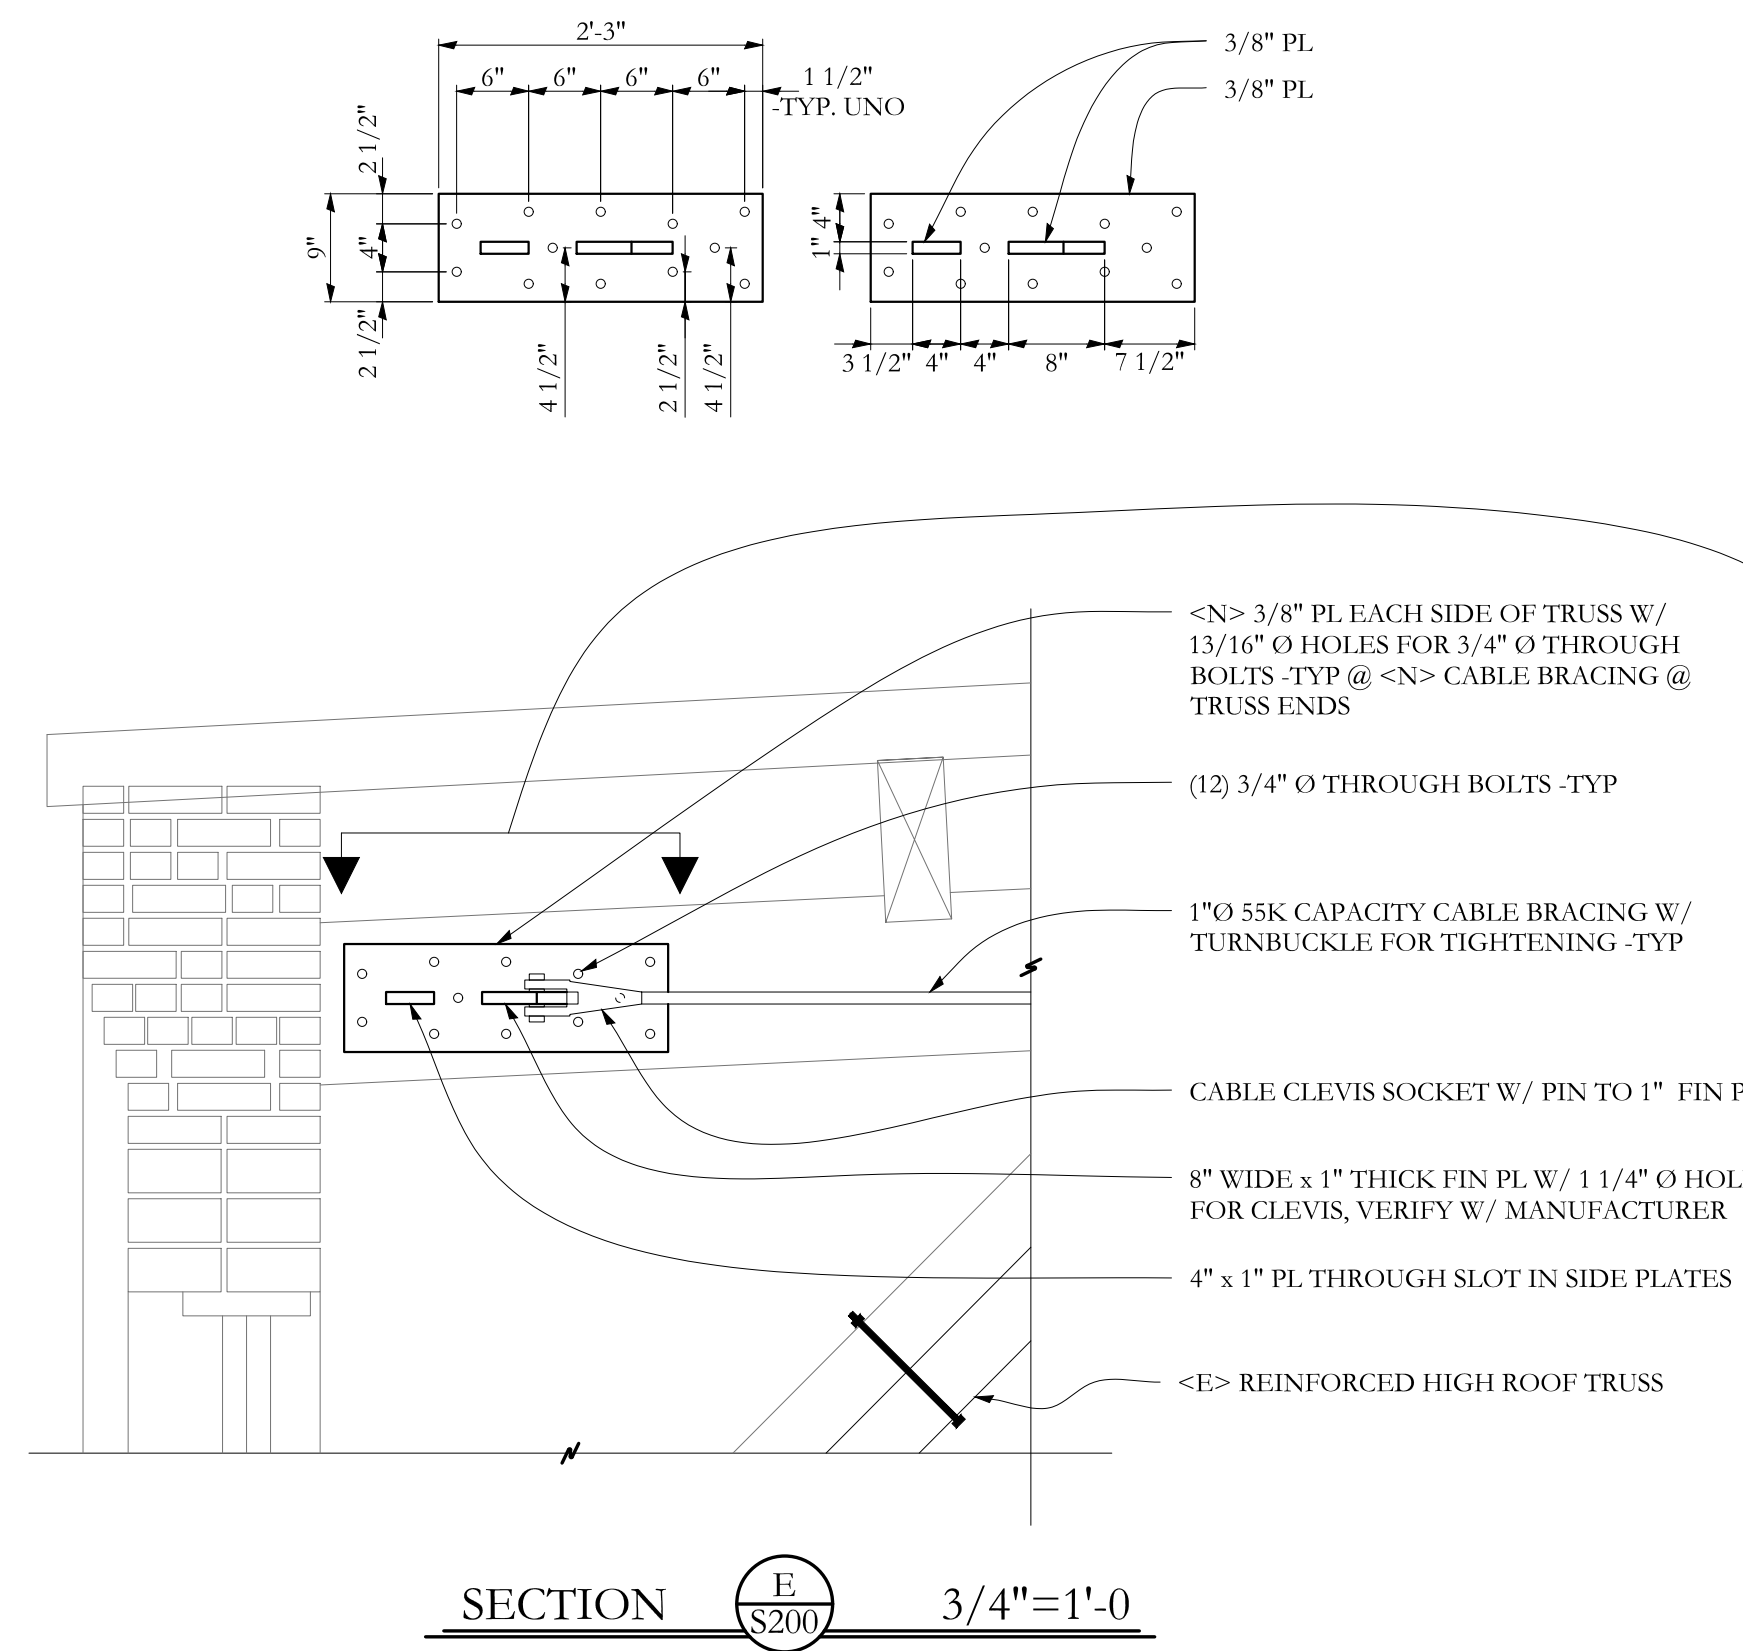 2'-3"
6" 6" 6" 6" 1 1/2"
-TYP. UNO
2 1/2"
9"
4"
2 1/2"
4 1/2"
2 1/2"
4 1/2"
3/8" PL
3/8" PL
4"
1"
3 1/2" 4" 4" 8" 7 1/2"
<N> 3/8" PL EACH SIDE OF TRUSS W/
13/16" Ø HOLES FOR 3/4" Ø THROUGH
BOLTS -TYP @ <N> CABLE BRACING @
TRUSS ENDS
(12) 3/4" Ø THROUGH BOLTS -TYP
1"Ø 55K CAPACITY CABLE BRACING W/
TURNBUCKLE FOR TIGHTENING -TYP
CABLE CLEVIS SOCKET W/ PIN TO 1" FIN
8" WIDE x 1" THICK FIN PL W/ 1 1/4" Ø
FOR CLEVIS, VERIFY W/ MANUFACTURER
4" x 1" PL THROUGH SLOT IN SIDE PLATES
<E> REINFORCED HIGH ROOF TRUSS
SECTION E S200 3/4"=1'-0